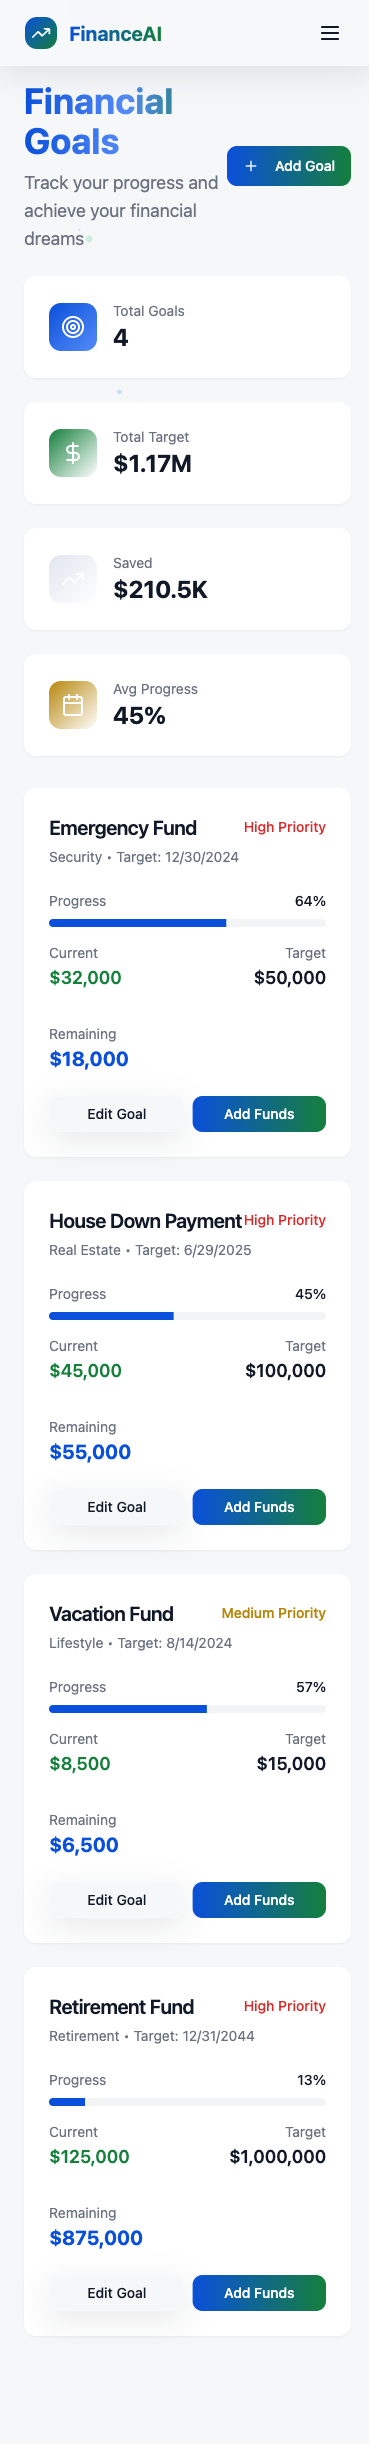 FinanceAI
Financial
Goals
Track your progress and
achieve your financial
dreams
Add Goal
Total Goals
4
Total Target
$1.17M
Saved
$210.5K
Avg Progress
45%
Emergency Fund
High Priority
Security • Target: 12/30/2024
Progress 64%
Current Target
$32,000 $50,000
Remaining
$18,000
Edit Goal Add Funds
House Down Payment High Priority
Real Estate • Target: 6/29/2025
Progress 45%
Current Target
$45,000 $100,000
Remaining
$55,000
Edit Goal Add Funds
Vacation Fund Medium Priority
Lifestyle • Target: 8/14/2024
Progress 57%
Current Target
$8,500 $15,000
Remaining
$6,500
Edit Goal Add Funds
Retirement Fund High Priority
Retirement • Target: 12/31/2044
Progress 13%
Current Target
$125,000 $1,000,000
Remaining
$875,000
Edit Goal Add Funds